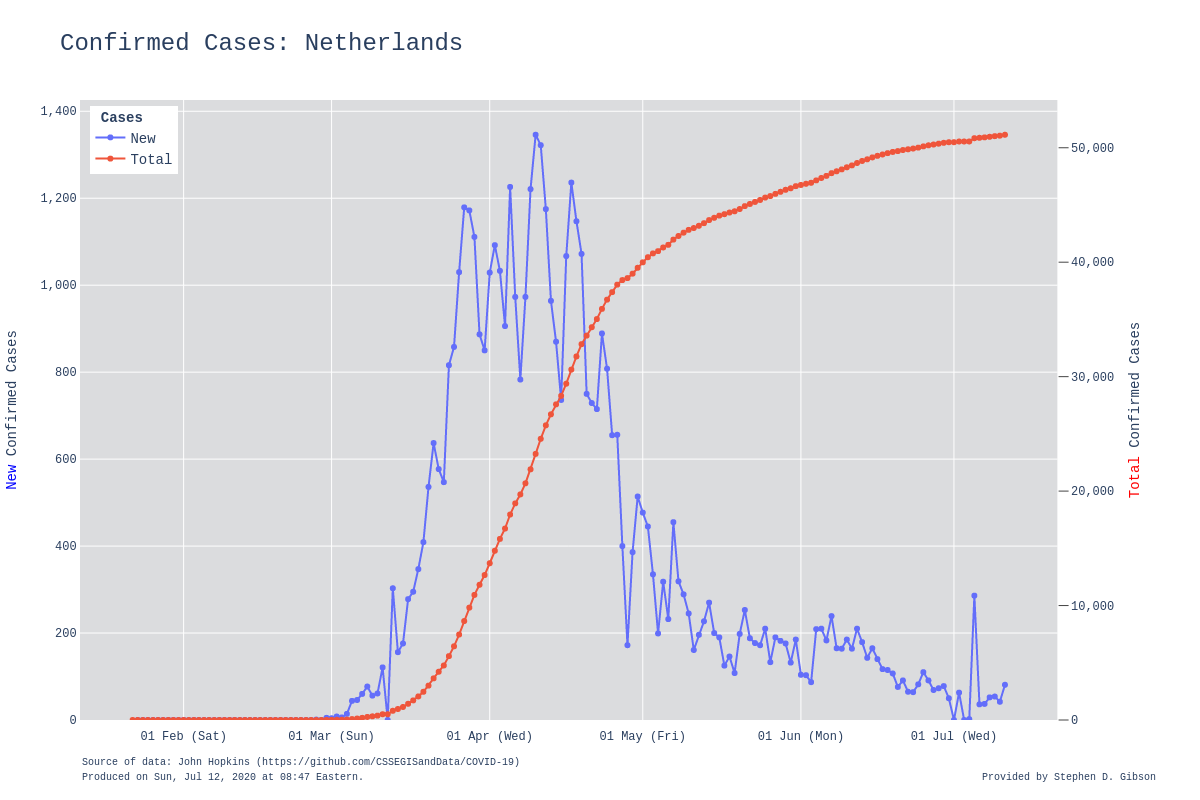 Confirmed Cases: Netherlands
Cases
New
Total
1,400
1,200
1,000
800
600
400
200
0
New Confirmed Cases
50,000
40,000
30,000
20,000
10,000
0
Total Confirmed Cases
01 Feb (Sat)
01 Mar (Sun)
01 Apr (Wed)
01 May (Fri)
01 Jun (Mon)
01 Jul (Wed)
Source of data: John Hopkins (https://github.com/CSSEGISandData/COVID-19)
Produced on Sun, Jul 12, 2020 at 08:47 Eastern.
Provided by Stephen D. Gibson